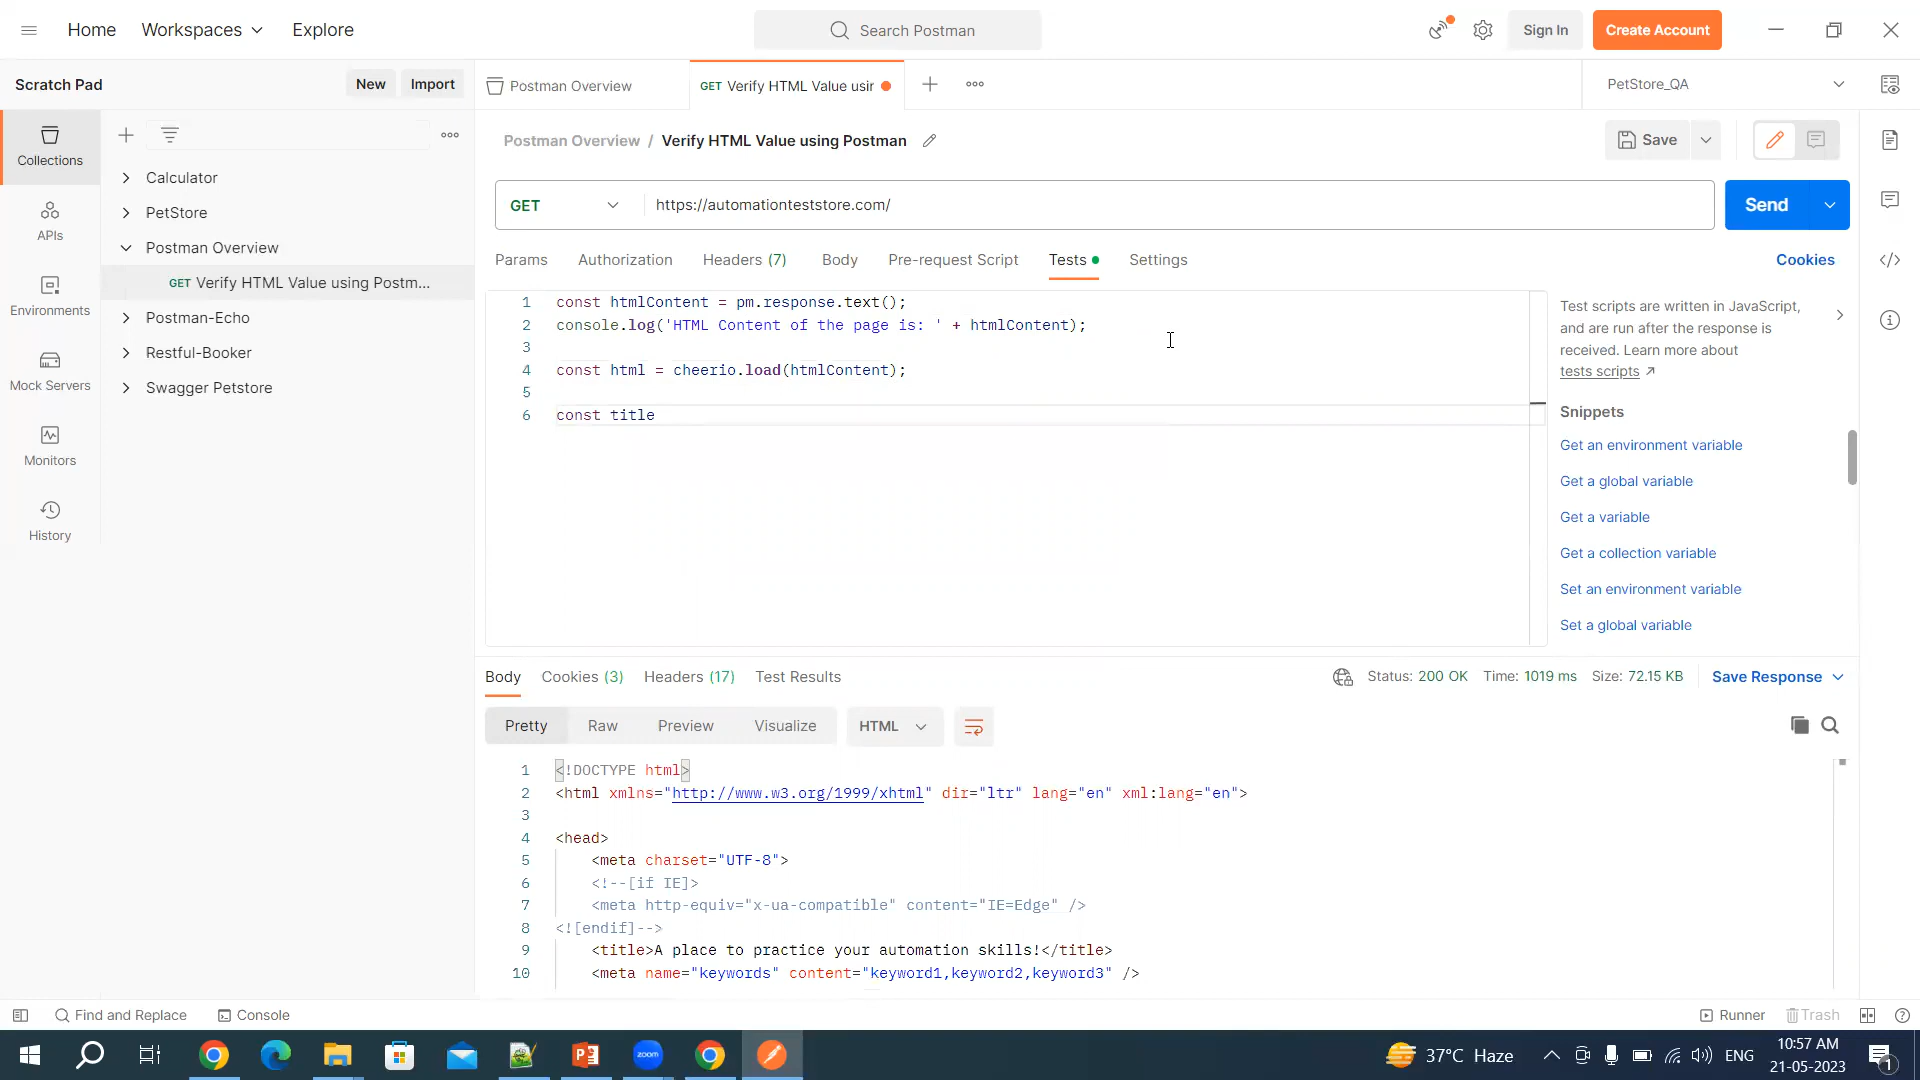 Home Workspaces Explore Search Postman Sign In Create Account
Scratch Pad New Import Postman Overview GET Verify HTML Value usir PetStore_QA
Postman Overview / Verify HTML Value using Postman Save
Collections
APIs
Environments
Mock Servers
Monitors
History
Calculator
PetStore
Postman Overview
GET Verify HTML Value using Postm...
Postman-Echo
Restful-Booker
Swagger Petstore
GET https://automationteststore.com/ Send
Params Authorization Headers (7) Body Pre-request Script Tests Settings Cookies
1 const htmlContent = pm.response.text();
2 console.log('HTML Content of the page is: ' + htmlContent);
3
4 const html = cheerio.load(htmlContent);
5
6 const title
Test scripts are written in JavaScript,
and are run after the response is
received. Learn more about
tests scripts
Snippets
Get an environment variable
Get a global variable
Get a variable
Get a collection variable
Set an environment variable
Set a global variable
Body Cookies (3) Headers (17) Test Results Status: 200 OK Time: 1019 ms Size: 72.15 KB Save Response
Pretty Raw Preview Visualize HTML
1 <!DOCTYPE html>
2 <html xmlns="http://www.w3.org/1999/xhtml" dir="ltr" lang="en" xml:lang="en">
3
4 <head>
5 <meta charset="UTF-8">
6 <!--[if IE]>
7 <meta http-equiv="x-ua-compatible" content="IE=Edge" />
8 <![endif]-->
9 <title>A place to practice your automation skills!</title>
10 <meta name="keywords" content="keyword1,keyword2,keyword3" />
Find and Replace Console Runner Trash
zoom 37°C Haze ENG 10:57 AM
21-05-2023 1